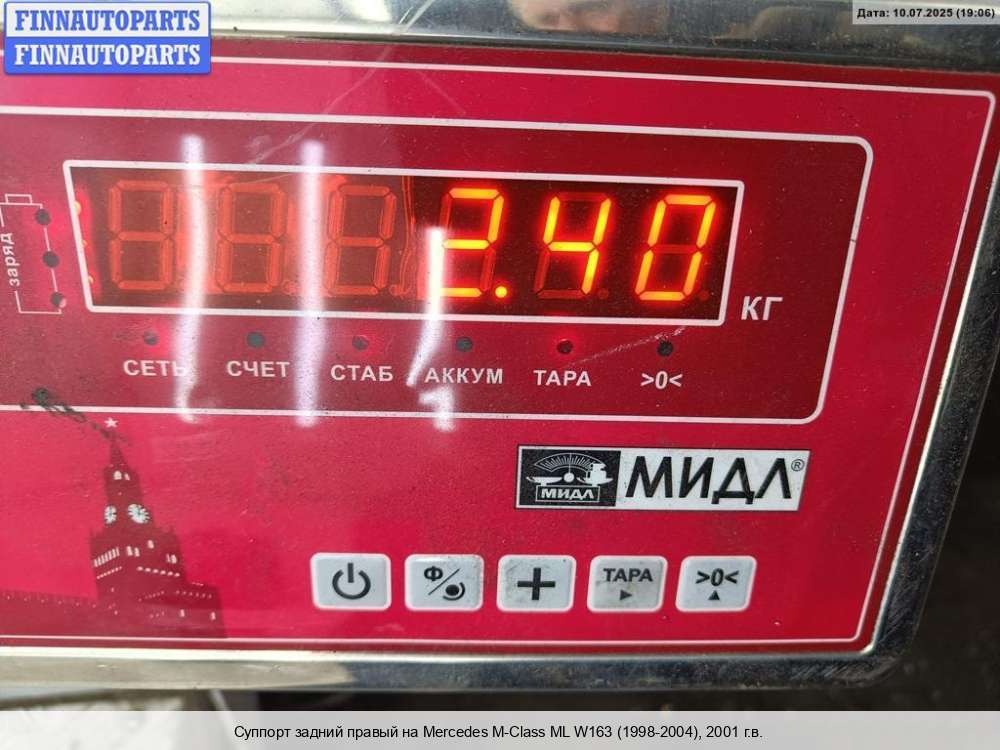 FINNAUTOPARTS
FINNAUTOPARTS
Дата: 10.07.2025 (19:06)
2.40
КГ
заряд
СЕТЬ СЧЕТ СТАБ АККУМ ТАРА >0<
МИДЛ
МИДЛ®
Ф/
+
ТАРА
>0<
Суппорт задний правый на Mercedes M-Class ML W163 (1998-2004), 2001 г.в.